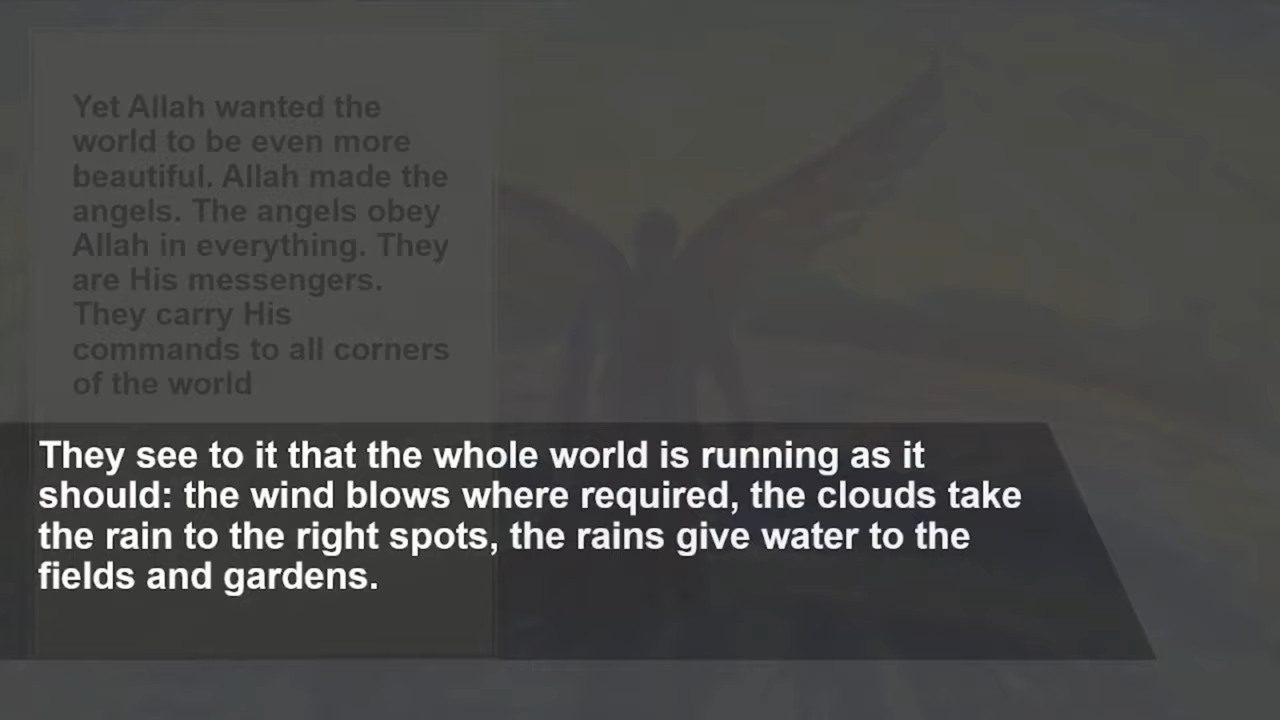 Yet Allah wanted the
world to be even more
beautiful. Allah made the
angels. The angels obey
Allah in everything. They
are His messengers.
They carry His
commands to all corners
of the world
They see to it that the whole world is running as it
should: the wind blows where required, the clouds take
the rain to the right spots, the rains give water to the
fields and gardens.